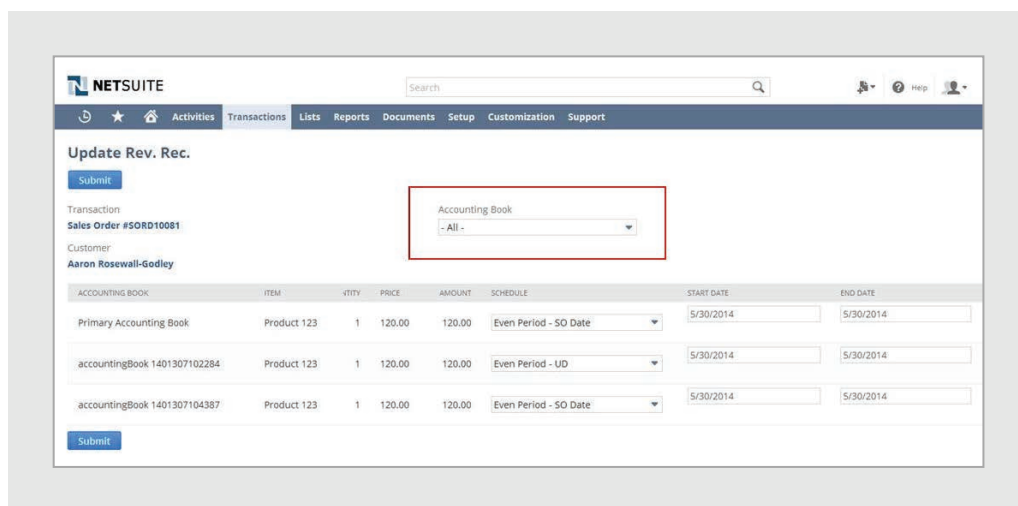 NETSUITE
Search
Help
Activities Transactions Lists Reports Documents Setup Customization Support
Update Rev. Rec.
Submit
Transaction
Sales Order #SORD10081
Accounting Book
- All -
Customer
Aaron Rosewall-Godley
ACCOUNTING BOOK ITEM NTITY PRICE AMOUNT SCHEDULE START DATE END DATE
Primary Accounting Book Product 123 1 120.00 120.00 Even Period - SO Date 5/30/2014 5/30/2014
accountingBook 1401307102284 Product 123 1 120.00 120.00 Even Period - UD 5/30/2014 5/30/2014
accountingBook 1401307104387 Product 123 1 120.00 120.00 Even Period - SO Date 5/30/2014 5/30/2014
Submit